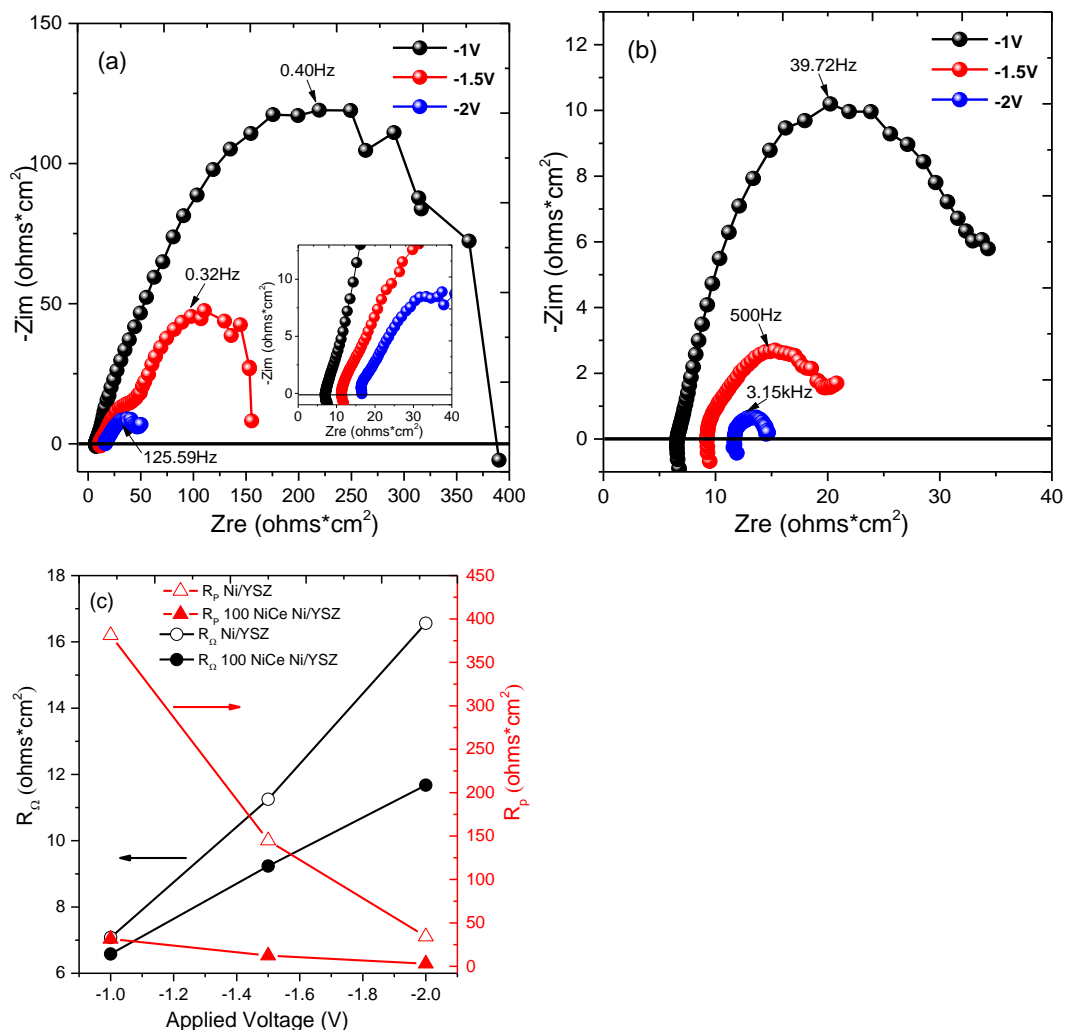 (a)
-1V
-1.5V
-2V
0.40Hz
0.32Hz
125.59Hz
150
100
50
0
-Zim (ohms*cm²)
0 50 100 150 200 250 300 350 400
Zre (ohms*cm²)
10
5
0
-Zim (ohms*cm²)
0 10 20 30 40
Zre (ohms*cm²)
(b)
-1V
-1.5V
-2V
39.72Hz
500Hz
3.15kHz
12
10
8
6
4
2
0
-Zim (ohms*cm²)
0 10 20 30 40
Zre (ohms*cm²)
(c)
R_P Ni/YSZ
R_P 100 NiCe Ni/YSZ
R_Ω Ni/YSZ
R_Ω 100 NiCe Ni/YSZ
18
16
14
12
10
8
6
R_Ω (ohms*cm²)
450
400
350
300
250
200
150
100
50
0
R_p (ohms*cm²)
-1.0 -1.2 -1.4 -1.6 -1.8 -2.0
Applied Voltage (V)